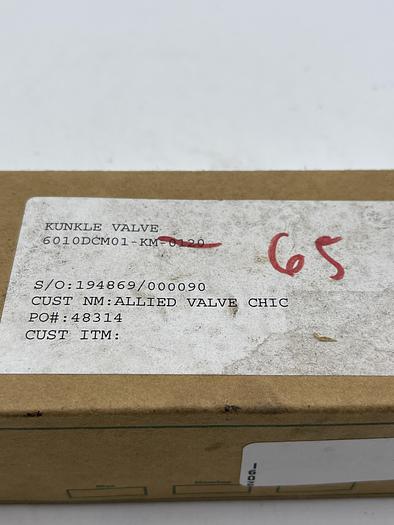 KUNKLE VALVE
6010DCM01-KM-0120
65
S/O:194869/000090
CUST NM:ALLIED VALVE CHIC
PO#:48314
CUST ITM: